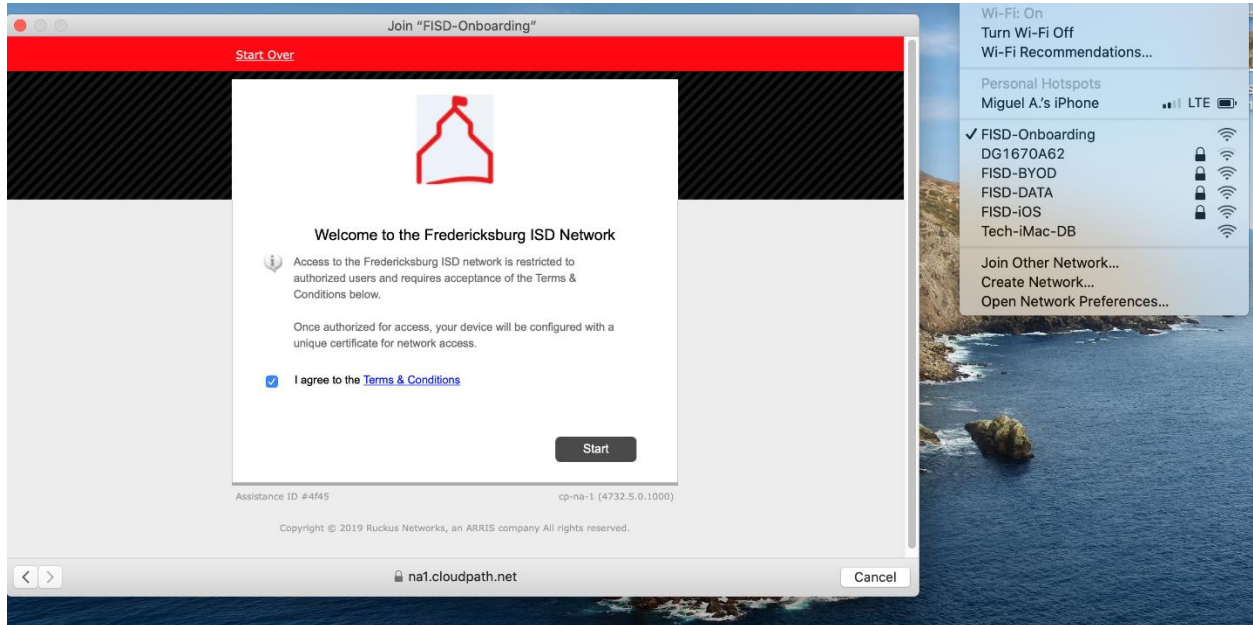 Join "FISD-Onboarding"
Start Over
Welcome to the Fredericksburg ISD Network
Access to the Fredericksburg ISD network is restricted to
authorized users and requires acceptance of the Terms &
Conditions below.
Once authorized for access, your device will be configured with a
unique certificate for network access.
I agree to the Terms & Conditions
Start
Assistance ID #4f45 cp-na-1 (4732.5.0.1000)
Copyright © 2019 Ruckus Networks, an ARRIS company All rights reserved.
na1.cloudpath.net
Cancel
Wi-Fi: On
Turn Wi-Fi Off
Wi-Fi Recommendations...
Personal Hotspots
Miguel A.'s iPhone LTE
FISD-Onboarding
DG1670A62
FISD-BYOD
FISD-DATA
FISD-iOS
Tech-iMac-DB
Join Other Network...
Create Network...
Open Network Preferences...